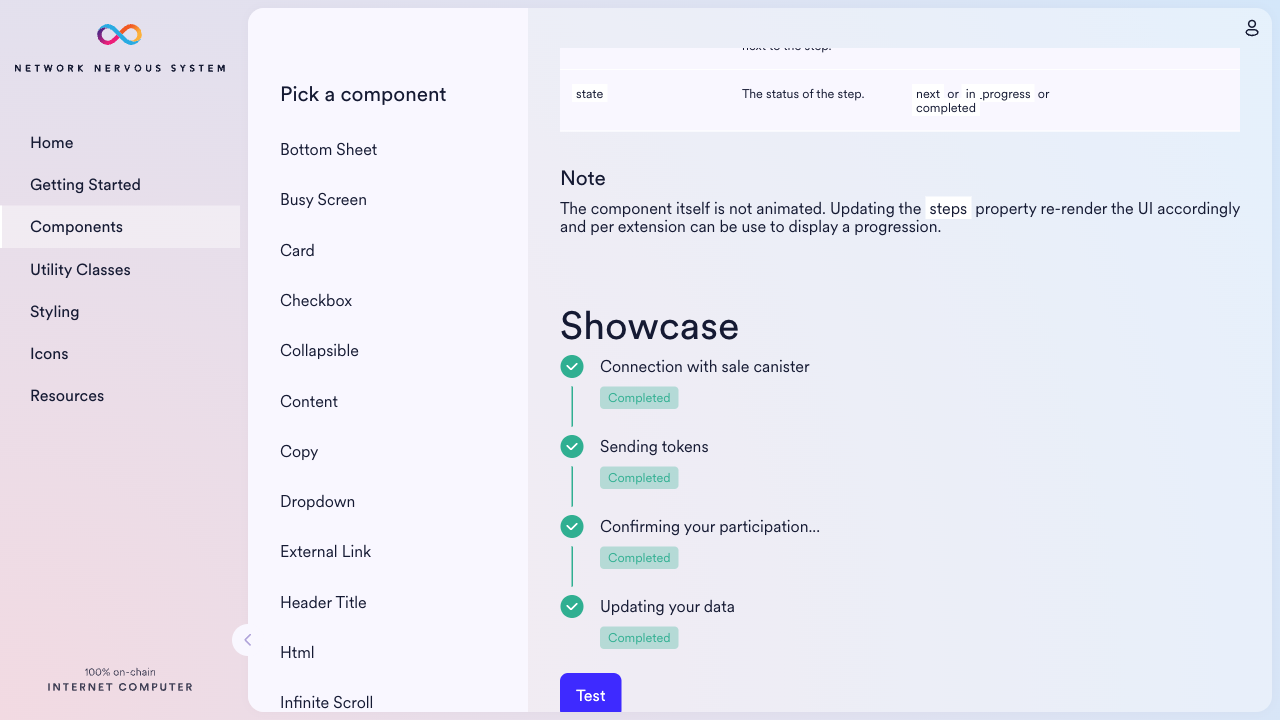 NETWORK NERVOUS SYSTEM
Home
Getting Started
Components
Utility Classes
Styling
Icons
Resources
100% on-chain
INTERNET COMPUTER
Pick a component
Bottom Sheet
Busy Screen
Card
Checkbox
Collapsible
Content
Copy
Dropdown
External Link
Header Title
Html
Infinite Scroll
next to the step.
state
The status of the step.
next or in_progress or
completed
Note
The component itself is not animated. Updating the steps property re-render the UI accordingly
and per extension can be use to display a progression.
Showcase
Connection with sale canister
Completed
Sending tokens
Completed
Confirming your participation...
Completed
Updating your data
Completed
Test